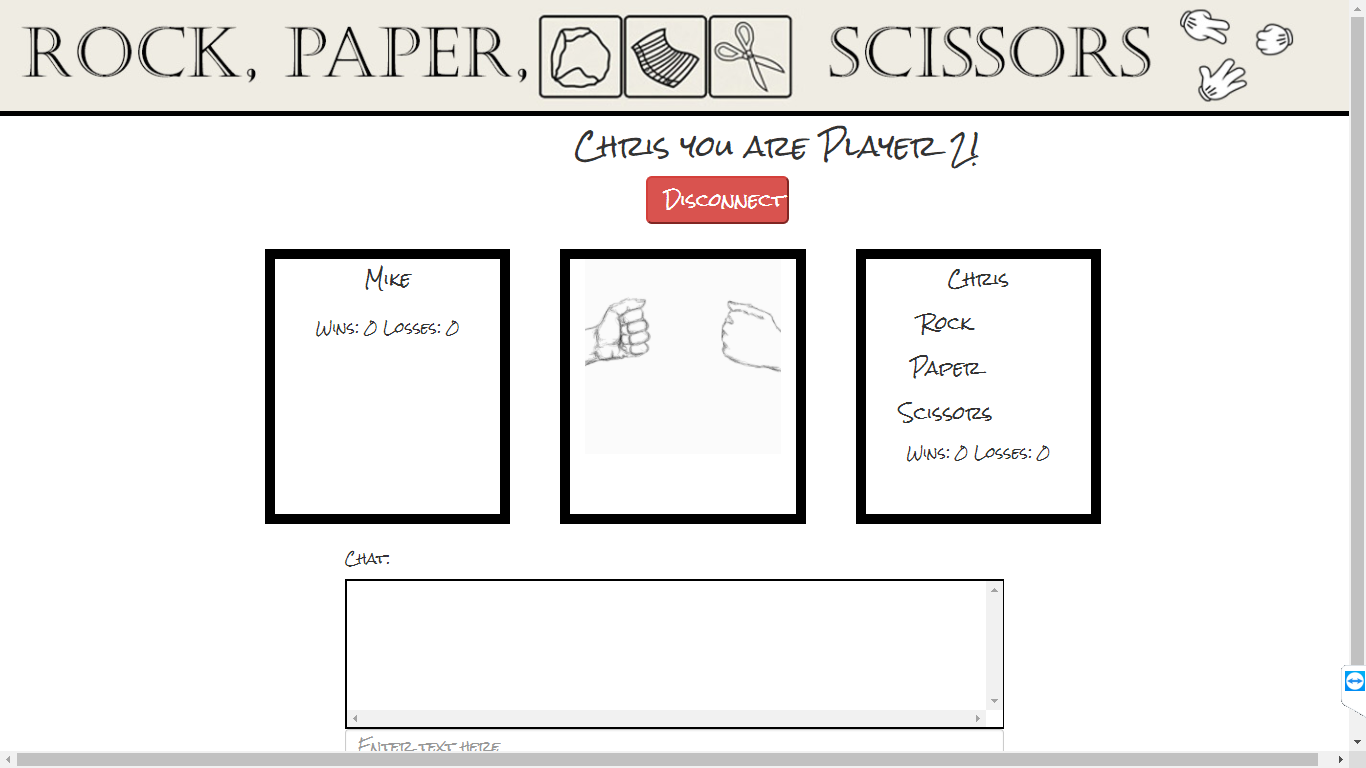 ROCK, PAPER, SCISSORS
Chris you are Player 2!
Disconnect
Mike
Wins: 0 Losses: 0
Chris
Rock
Paper
Scissors
Wins: 0 Losses: 0
Chat:
Enter text here